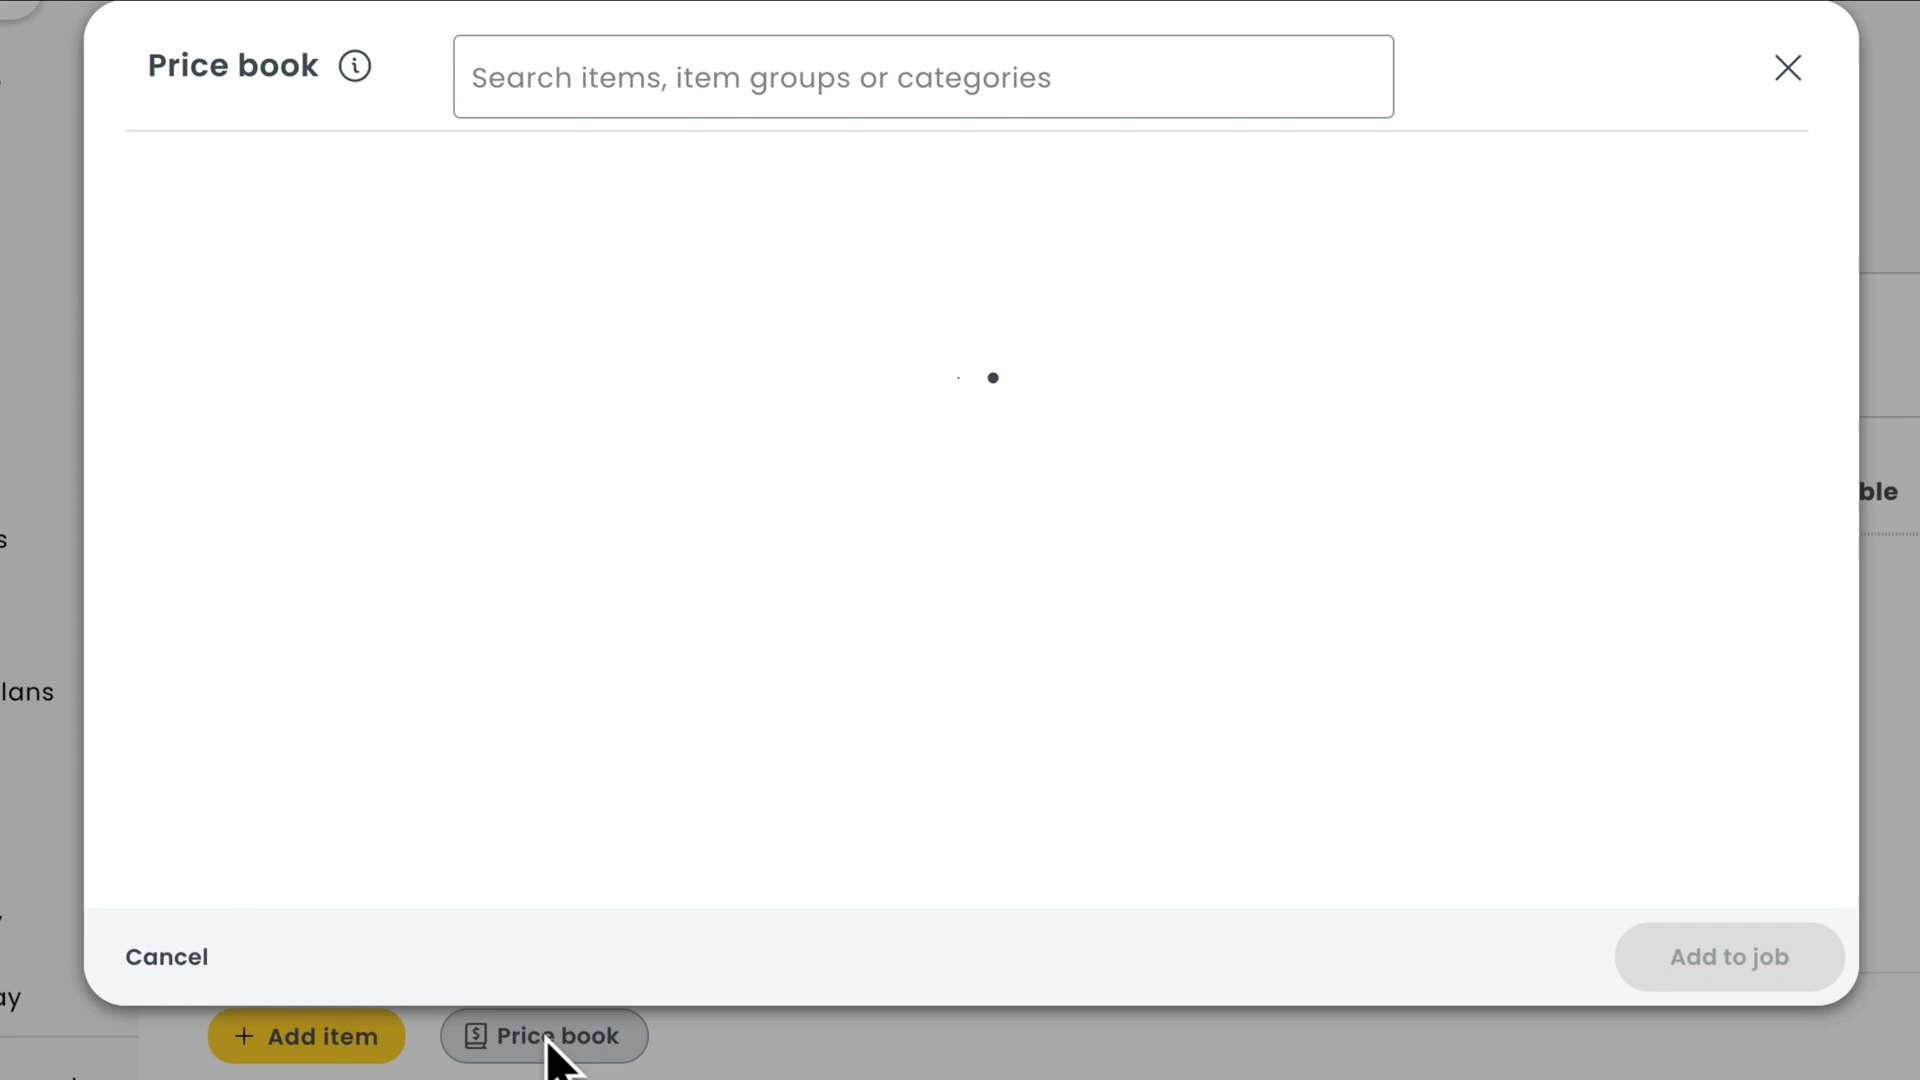 Price book
Search items, item groups or categories
ble
lans
ay
Cancel
Add to job
+ Add item
Price book